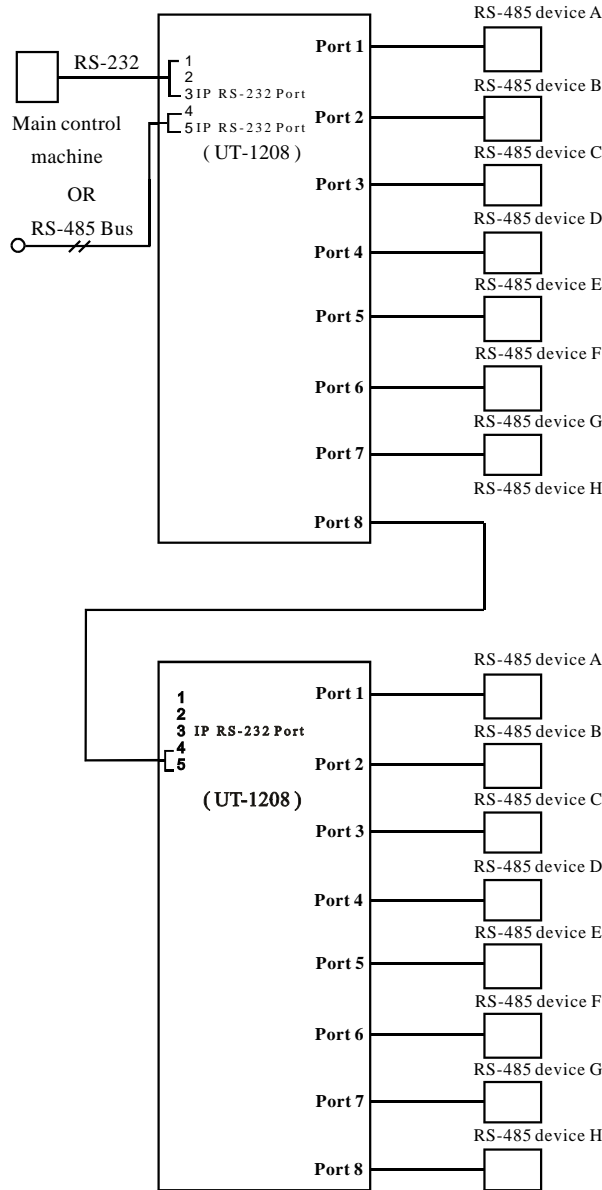 RS-485 device A
Port 1
RS-232
1
2
3 IP RS-232 Port
4
5 IP RS-232 Port
(UT-1208)
Main control
machine
OR
RS-485 Bus
RS-485 device B
Port 2
RS-485 device C
Port 3
RS-485 device D
Port 4
RS-485 device E
Port 5
RS-485 device F
Port 6
RS-485 device G
Port 7
RS-485 device H
Port 8
RS-485 device A
Port 1
1
2
3 IP RS-232 Port
4
5
(UT-1208)
RS-485 device B
Port 2
RS-485 device C
Port 3
RS-485 device D
Port 4
RS-485 device E
Port 5
RS-485 device F
Port 6
RS-485 device G
Port 7
RS-485 device H
Port 8